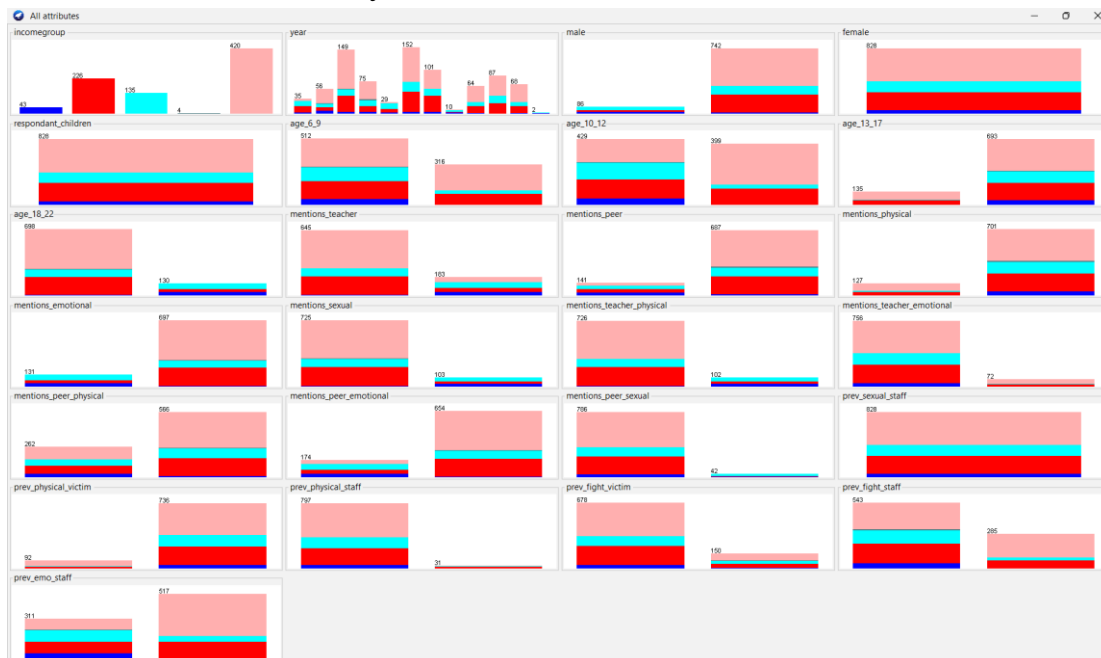 All attributes
incomegroup
43
226
135
4
420
year
35
56
149
75
29
152
101
10
64
87
68
2
male
86
742
female
828
respondant_children
828
age_6_9
512
316
age_10_12
429
399
age_13_17
135
693
age_18_22
698
130
mentions_teacher
645
183
mentions_peer
141
687
mentions_physical
127
701
mentions_emotional
131
697
mentions_sexual
725
103
mentions_teacher_physical
726
102
mentions_teacher_emotional
756
72
mentions_peer_physical
262
566
mentions_peer_emotional
174
654
mentions_peer_sexual
786
42
prev_sexual_staff
828
prev_physical_victim
92
736
prev_physical_staff
797
31
prev_fight_victim
678
150
prev_fight_staff
543
285
prev_emo_staff
311
517